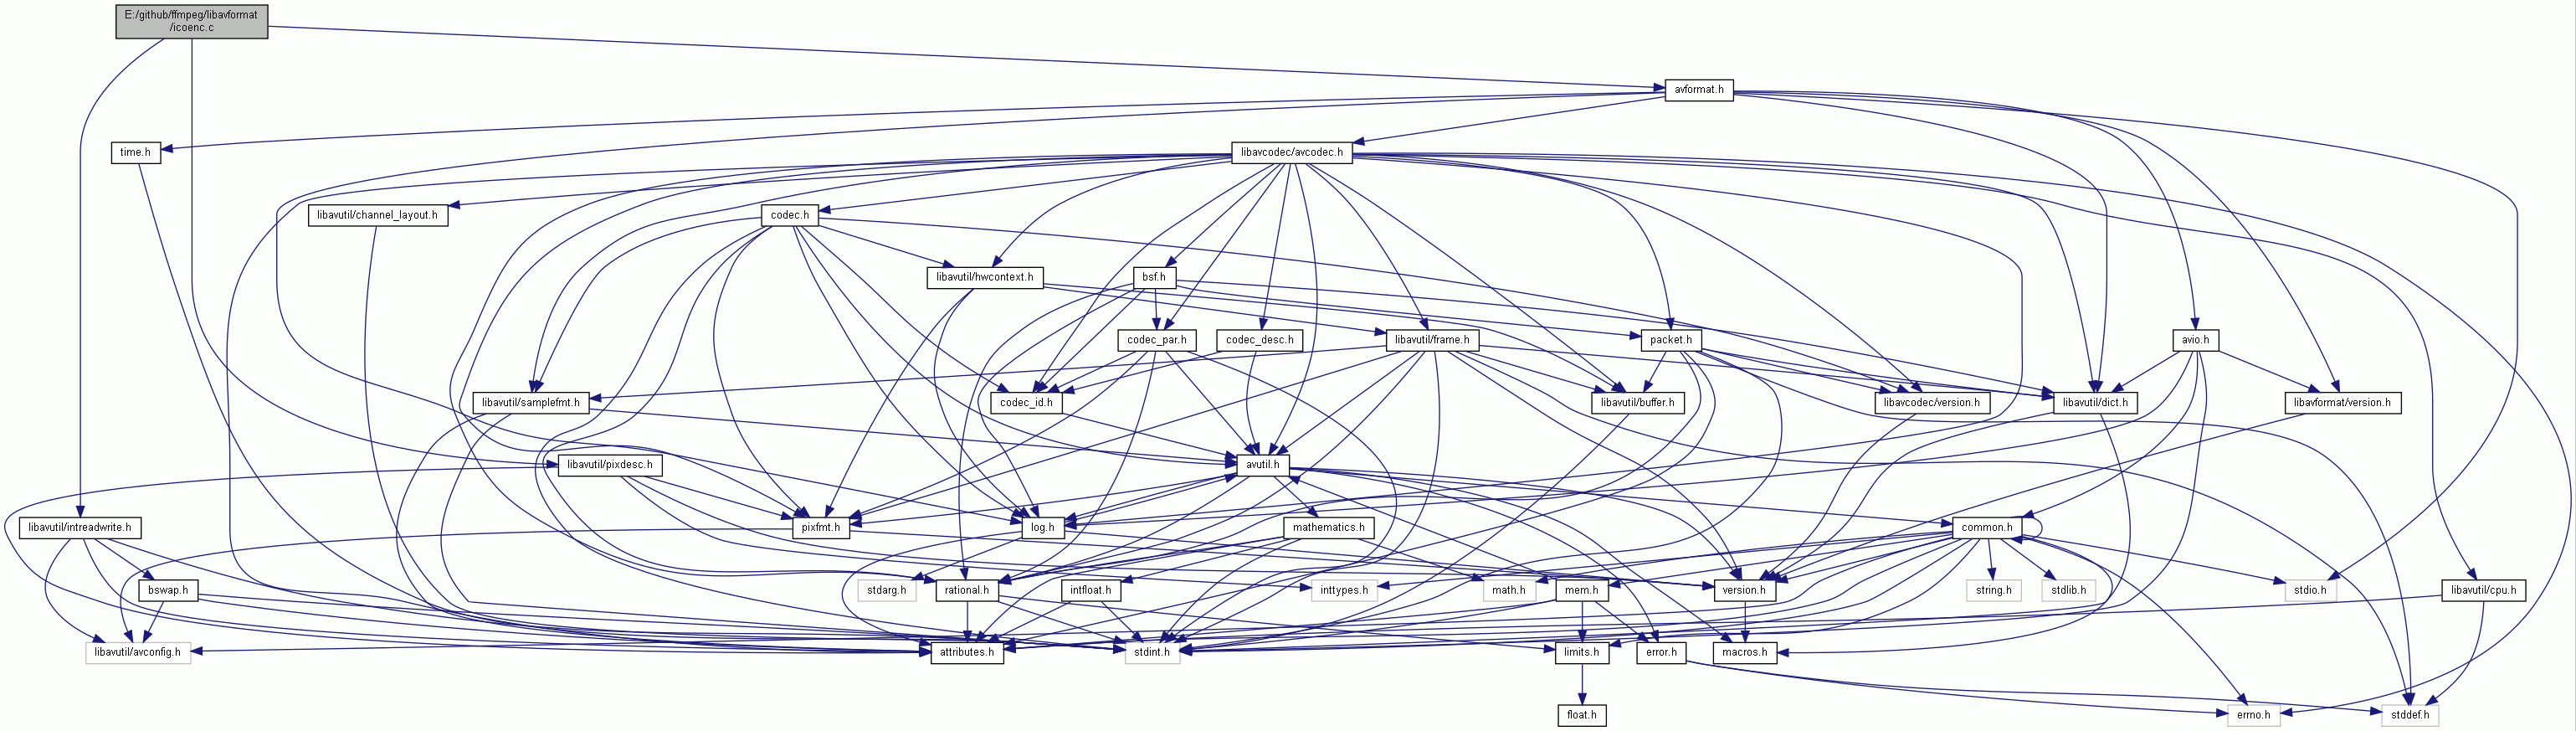 E:/github/ffmpeg/libavformat
/icoenc.c
avformat.h
time.h
libavcodec/avcodec.h
libavutil/channel_layout.h
codec.h
libavutil/hwcontext.h
bsf.h
codec_par.h
codec_desc.h
libavutil/frame.h
packet.h
avio.h
libavutil/samplefmt.h
codec_id.h
libavutil/buffer.h
libavcodec/version.h
libavutil/dict.h
libavformat/version.h
libavutil/pixdesc.h
avutil.h
libavutil/intreadwrite.h
pixfmt.h
log.h
mathematics.h
common.h
bswap.h
stdarg.h
rational.h
intfloat.h
inttypes.h
math.h
mem.h
version.h
string.h
stdlib.h
stdio.h
libavutil/cpu.h
libavutil/avconfig.h
attributes.h
stdint.h
limits.h
error.h
macros.h
float.h
errno.h
stddef.h